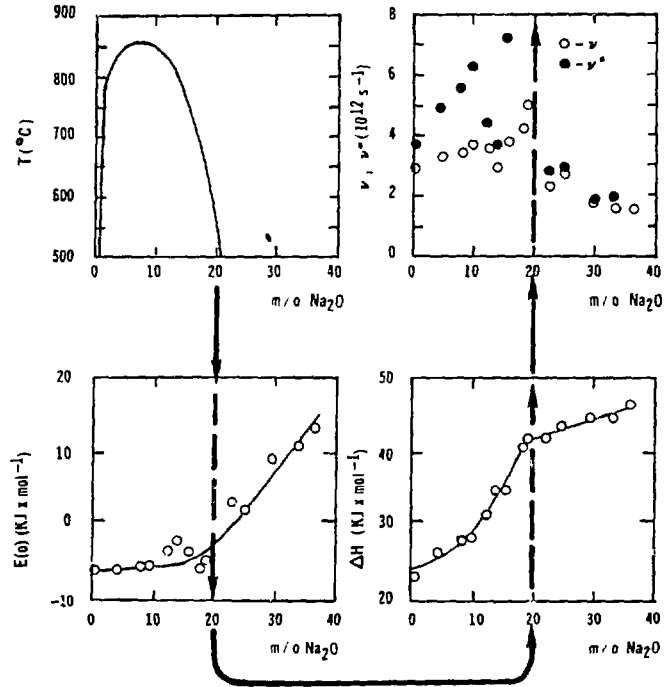 900
800
700
600
500
T (°C)
0 10 20 30 40
m/o Na₂O
8
6
4
2
0
ν, ν* (10¹² s⁻¹)
○ - ν
● - ν*
0 10 20 30 40
m/o Na₂O
20
10
0
-10
E(o) (KJ x mol⁻¹)
0 10 20 30 40
m/o Na₂O
50
40
30
20
ΔH (KJ x mol⁻¹)
0 10 20 30 40
m/o Na₂O